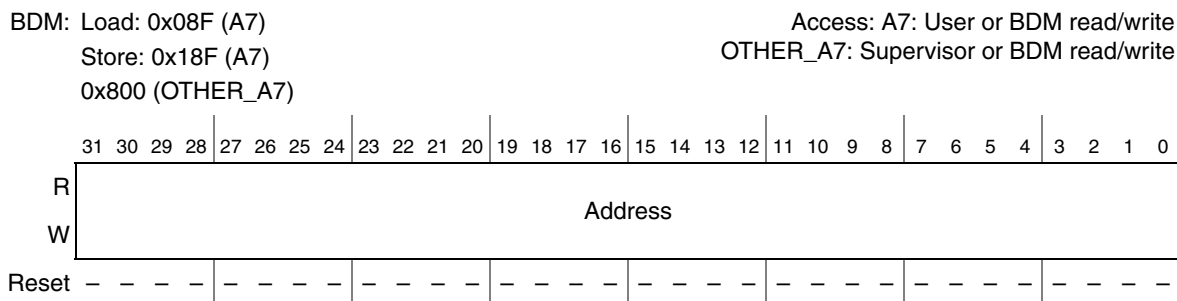 BDM: Load: 0x08F (A7)
Store: 0x18F (A7)
0x800 (OTHER_A7)
Access: A7: User or BDM read/write
OTHER_A7: Supervisor or BDM read/write
31 30 29 28 27 26 25 24 23 22 21 20 19 18 17 16 15 14 13 12 11 10 9 8 7 6 5 4 3 2 1 0
R
Address
W
Reset – – – – – – – – – – – – – – – – – – – – – – – – – – – – – – – –